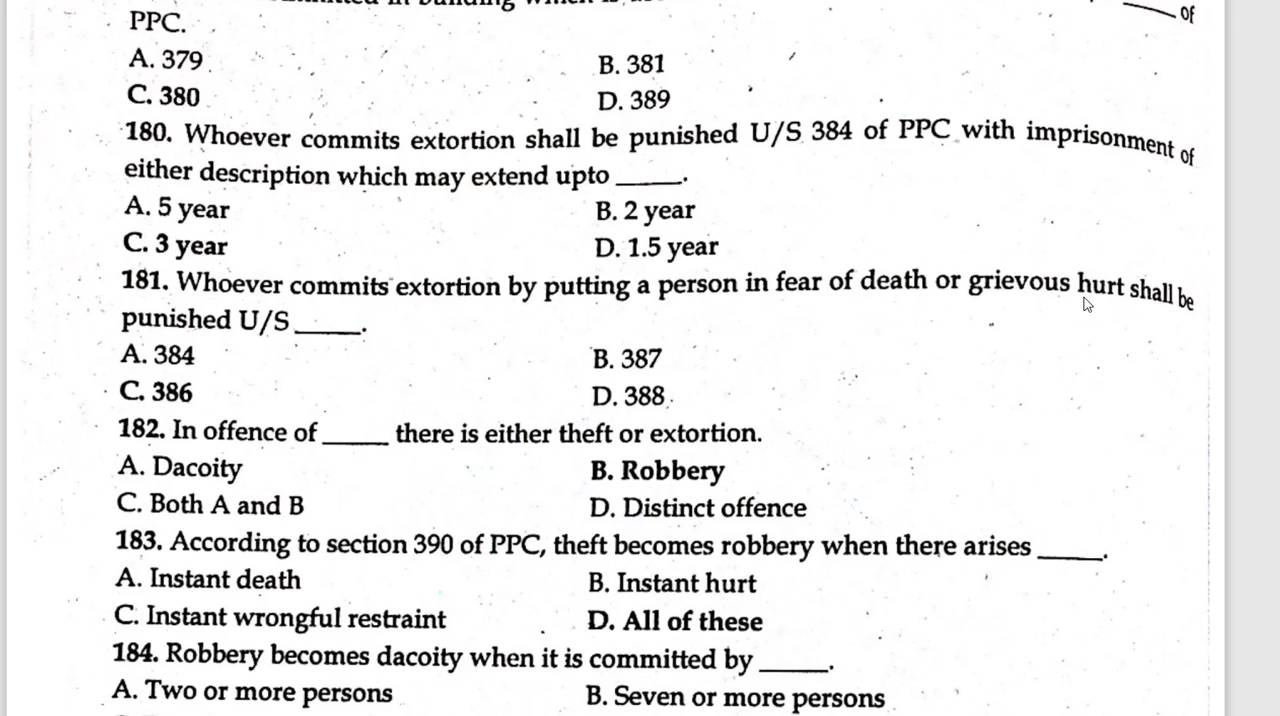 in building which is
of
PPC.
A. 379
B. 381
C. 380
D. 389
180. Whoever commits extortion shall be punished U/S 384 of PPC with imprisonment of
either description which may extend upto _____.
A. 5 year
B. 2 year
C. 3 year
D. 1.5 year
181. Whoever commits extortion by putting a person in fear of death or grievous hurt shall be
punished U/S _____.
A. 384
B. 387
C. 386
D. 388
182. In offence of _____ there is either theft or extortion.
A. Dacoity
B. Robbery
C. Both A and B
D. Distinct offence
183. According to section 390 of PPC, theft becomes robbery when there arises _____.
A. Instant death
B. Instant hurt
C. Instant wrongful restraint
D. All of these
184. Robbery becomes dacoity when it is committed by _____.
A. Two or more persons
B. Seven or more persons